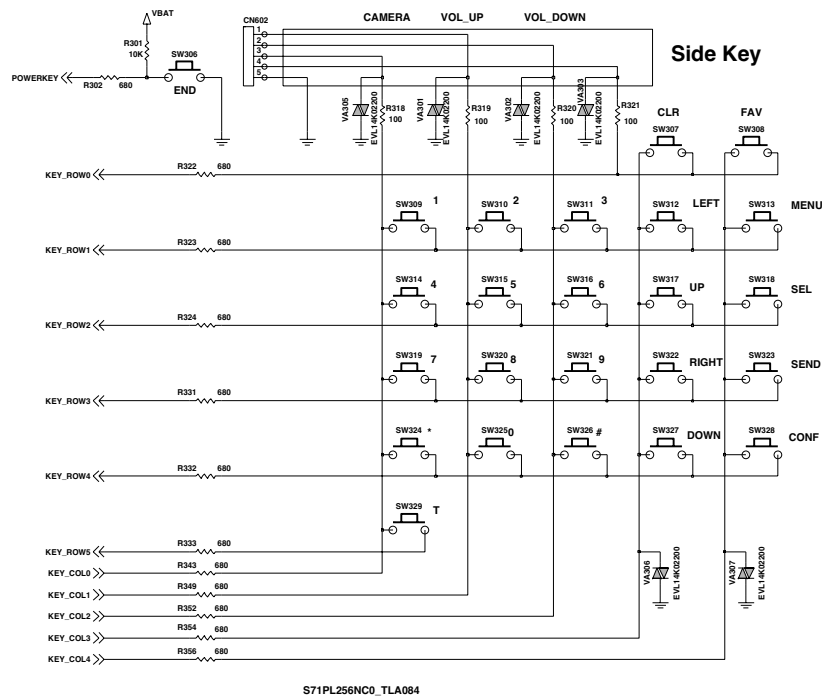 CAMERA VOL_UP VOL_DOWN
Side Key
VBAT
CN602
1
2
3
4
5
R301
10K
SW306
POWERKEY
R302 680
END
VA305
EVL14K02200
R318
100
VA301
EVL14K02200
R319
100
VA302
EVL14K02200
R320
100
VA303
EVL14K02200
R321
100
CLR FAV
SW307 SW308
R322 680
KEY_ROW0
SW309 1 SW310 2 SW311 3 SW312 LEFT SW313 MENU
R323 680
KEY_ROW1
SW314 4 SW315 5 SW316 6 SW317 UP SW318 SEL
R324 680
KEY_ROW2
SW319 7 SW320 8 SW321 9 SW322 RIGHT SW323 SEND
R331 680
KEY_ROW3
SW324 * SW325 0 SW326 # SW327 DOWN SW328 CONF
R332 680
KEY_ROW4
SW329 T
R333 680
KEY_ROW5
R343 680
KEY_COL0
R349 680
KEY_COL1
R352 680
KEY_COL2
R354 680
KEY_COL3
R356 680
KEY_COL4
VA306
EVL14K02200
VA307
EVL14K02200
S71PL256NC0_TLA084